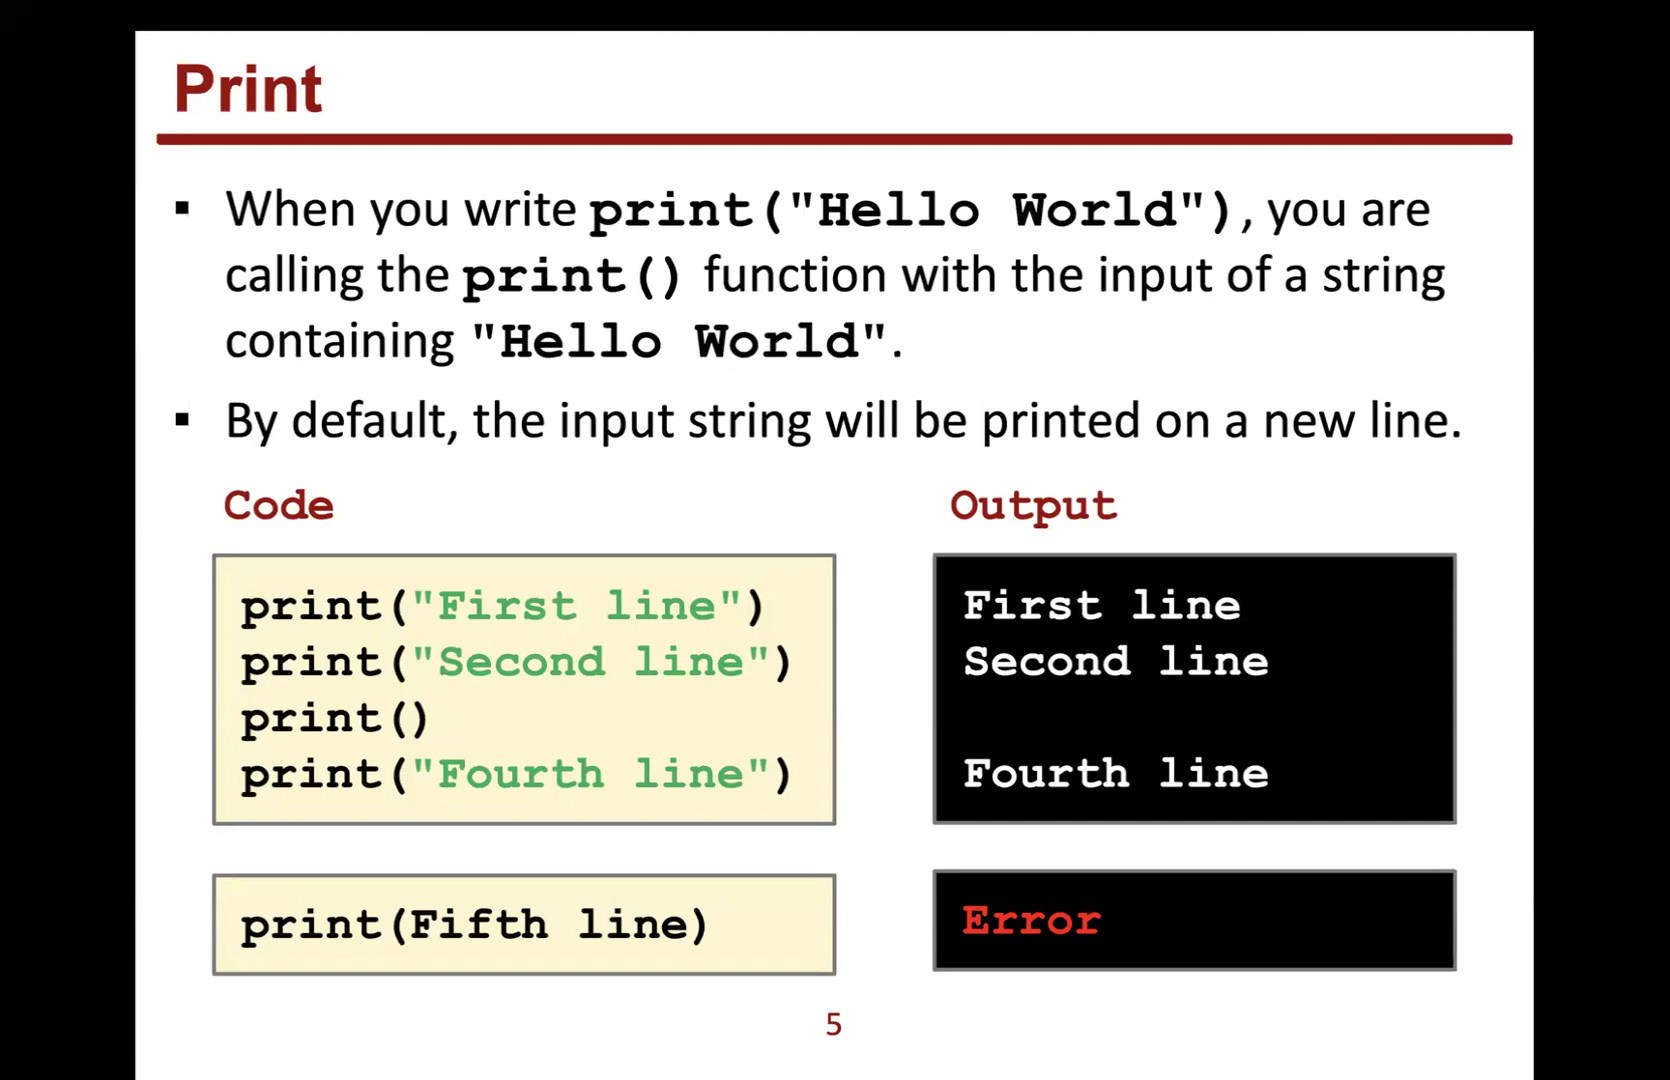 Print
▪ When you write print("Hello World"), you are
calling the print() function with the input of a string
containing "Hello World".
▪ By default, the input string will be printed on a new line.
Code
print("First line")
print("Second line")
print()
print("Fourth line")
Output
First line
Second line

Fourth line
print(Fifth line)
Error
5